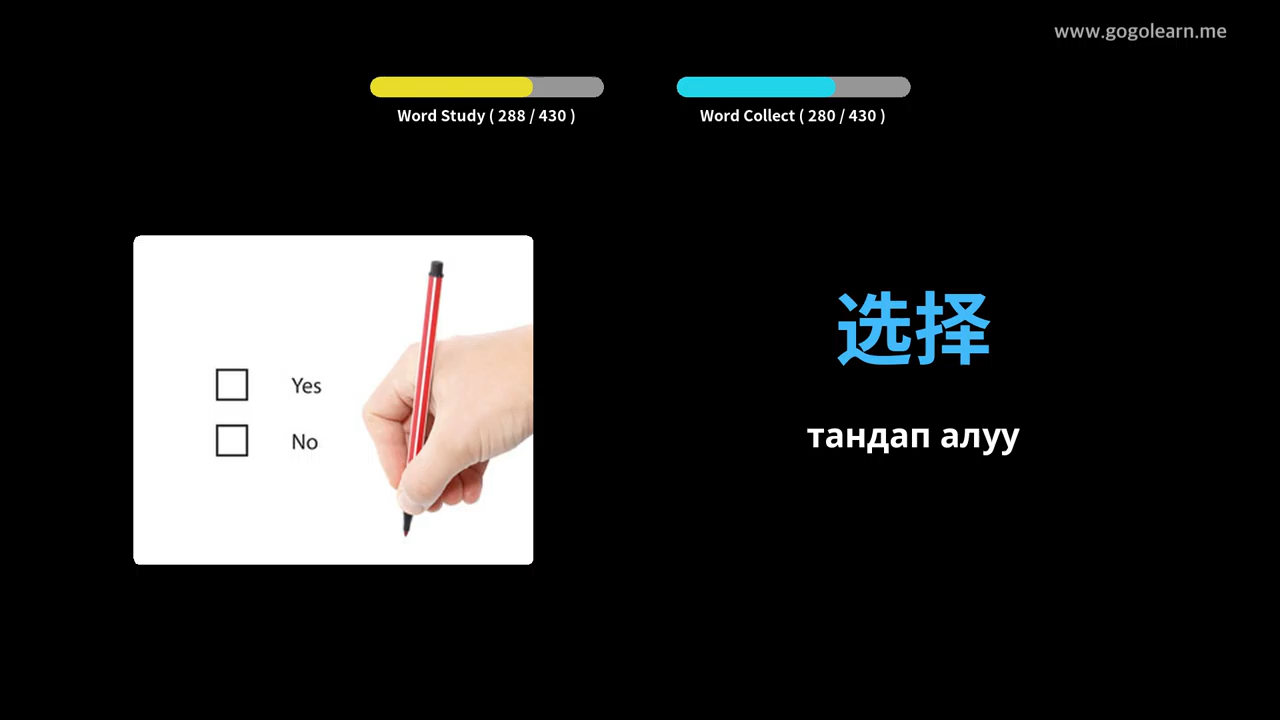 www.gogolearn.me
Word Study ( 288 / 430 )
Word Collect ( 280 / 430 )
Yes
No
选择
тандап алуу